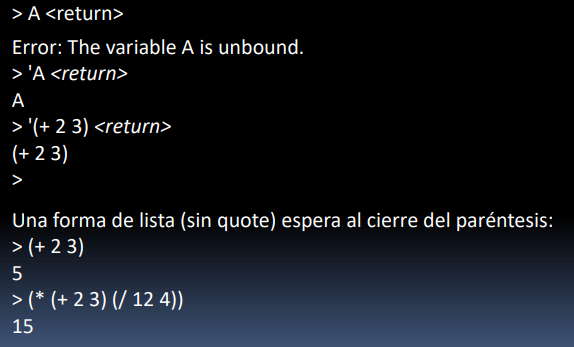 > A <return>
Error: The variable A is unbound.
> 'A <return>
A
> '(+ 2 3) <return>
(+ 2 3)
>
Una forma de lista (sin quote) espera al cierre del paréntesis:
> (+ 2 3)
5
> (* (+ 2 3) (/ 12 4))
15